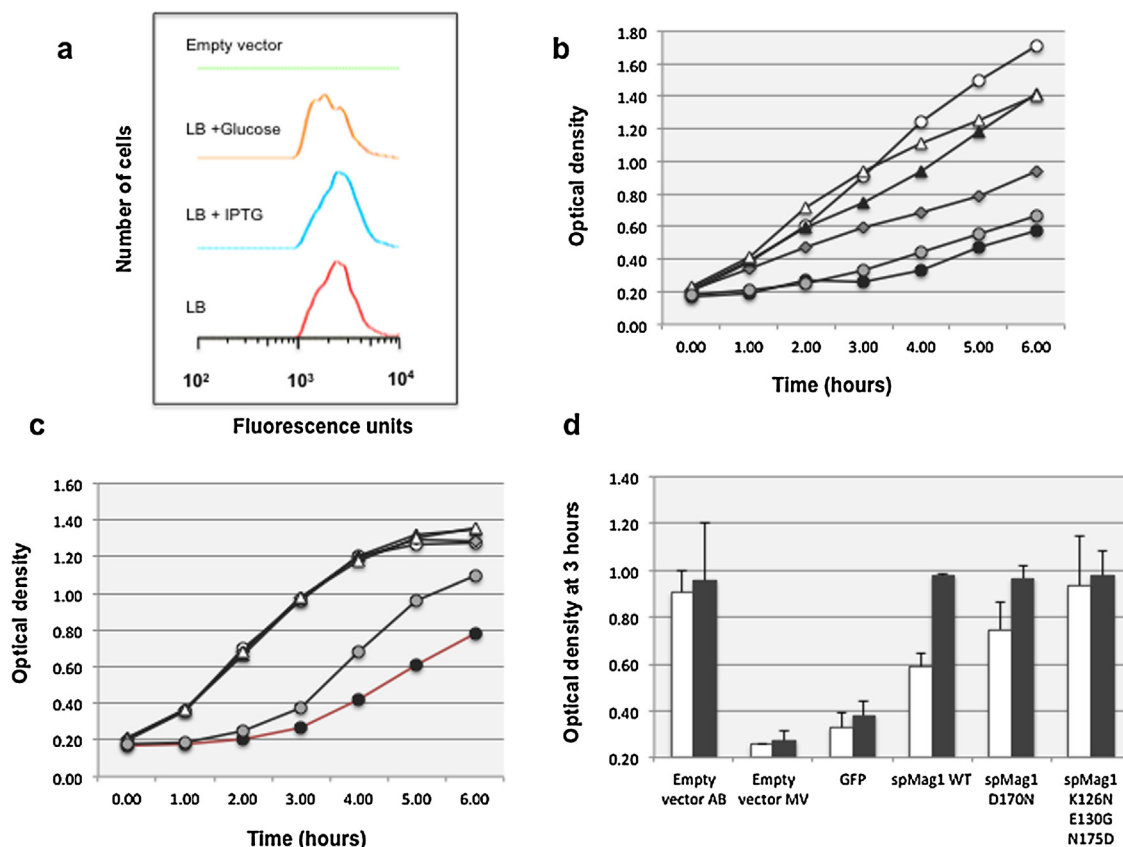 a
Empty vector
LB +Glucose
LB + IPTG
LB
Number of cells
10²
10³
10⁴
Fluorescence units
b
1.80
1.60
1.40
1.20
1.00
0.80
0.60
0.40
0.20
0.00
Optical density
0.00 1.00 2.00 3.00 4.00 5.00 6.00
Time (hours)
c
1.60
1.40
1.20
1.00
0.80
0.60
0.40
0.20
0.00
Optical density
0.00 1.00 2.00 3.00 4.00 5.00 6.00
Time (hours)
d
1.40
1.20
1.00
0.80
0.60
0.40
0.20
Optical density at 3 hours
Empty
vector AB
Empty
vector MV
GFP
spMag1 WT
spMag1
D170N
spMag1
K126N
E130G
N175D